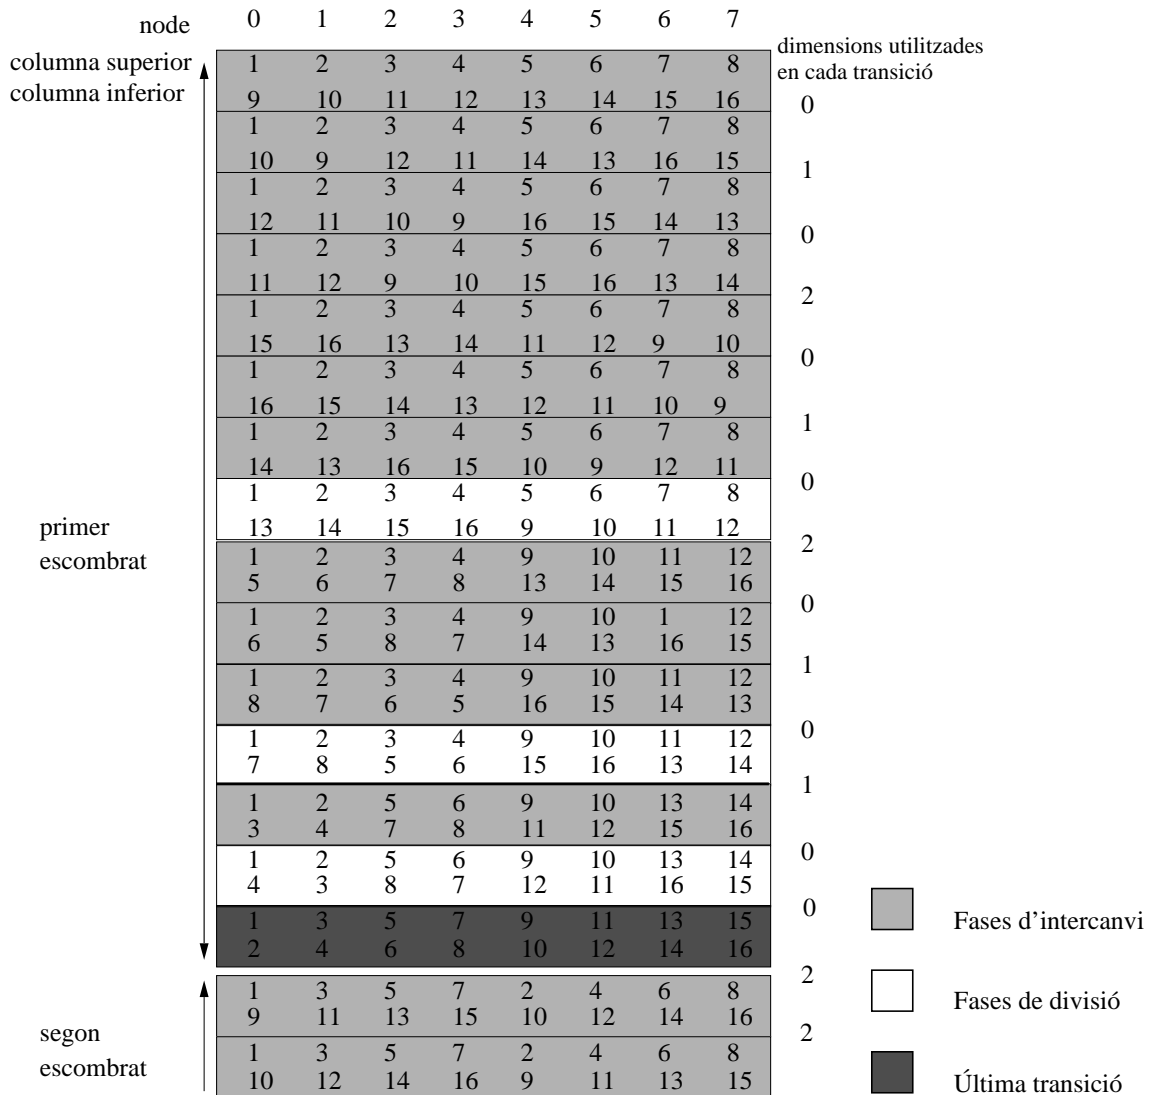 node 0 1 2 3 4 5 6 7
dimensions utilitzades
en cada transició
columna superior 1 2 3 4 5 6 7 8
columna inferior 9 10 11 12 13 14 15 16
0
1 2 3 4 5 6 7 8
10 9 12 11 14 13 16 15
1
1 2 3 4 5 6 7 8
12 11 10 9 16 15 14 13
0
1 2 3 4 5 6 7 8
11 12 9 10 15 16 13 14
2
1 2 3 4 5 6 7 8
15 16 13 14 11 12 9 10
0
1 2 3 4 5 6 7 8
16 15 14 13 12 11 10 9
1
1 2 3 4 5 6 7 8
14 13 16 15 10 9 12 11
0
1 2 3 4 5 6 7 8
13 14 15 16 9 10 11 12
primer
escombrat
2
1 2 3 4 9 10 11 12
5 6 7 8 13 14 15 16
0
1 2 3 4 9 10 1 12
6 5 8 7 14 13 16 15
1
1 2 3 4 9 10 11 12
8 7 6 5 16 15 14 13
0
1 2 3 4 9 10 11 12
7 8 5 6 15 16 13 14
1
1 2 5 6 9 10 13 14
3 4 7 8 11 12 15 16
0
1 2 5 6 9 10 13 14
4 3 8 7 12 11 16 15
0
1 3 5 7 9 11 13 15
2 4 6 8 10 12 14 16
2
1 3 5 7 2 4 6 8
9 11 13 15 10 12 14 16
2
segon
escombrat
1 3 5 7 2 4 6 8
10 12 14 16 9 11 13 15
Fases d'intercanvi
Fases de divisió
Última transició